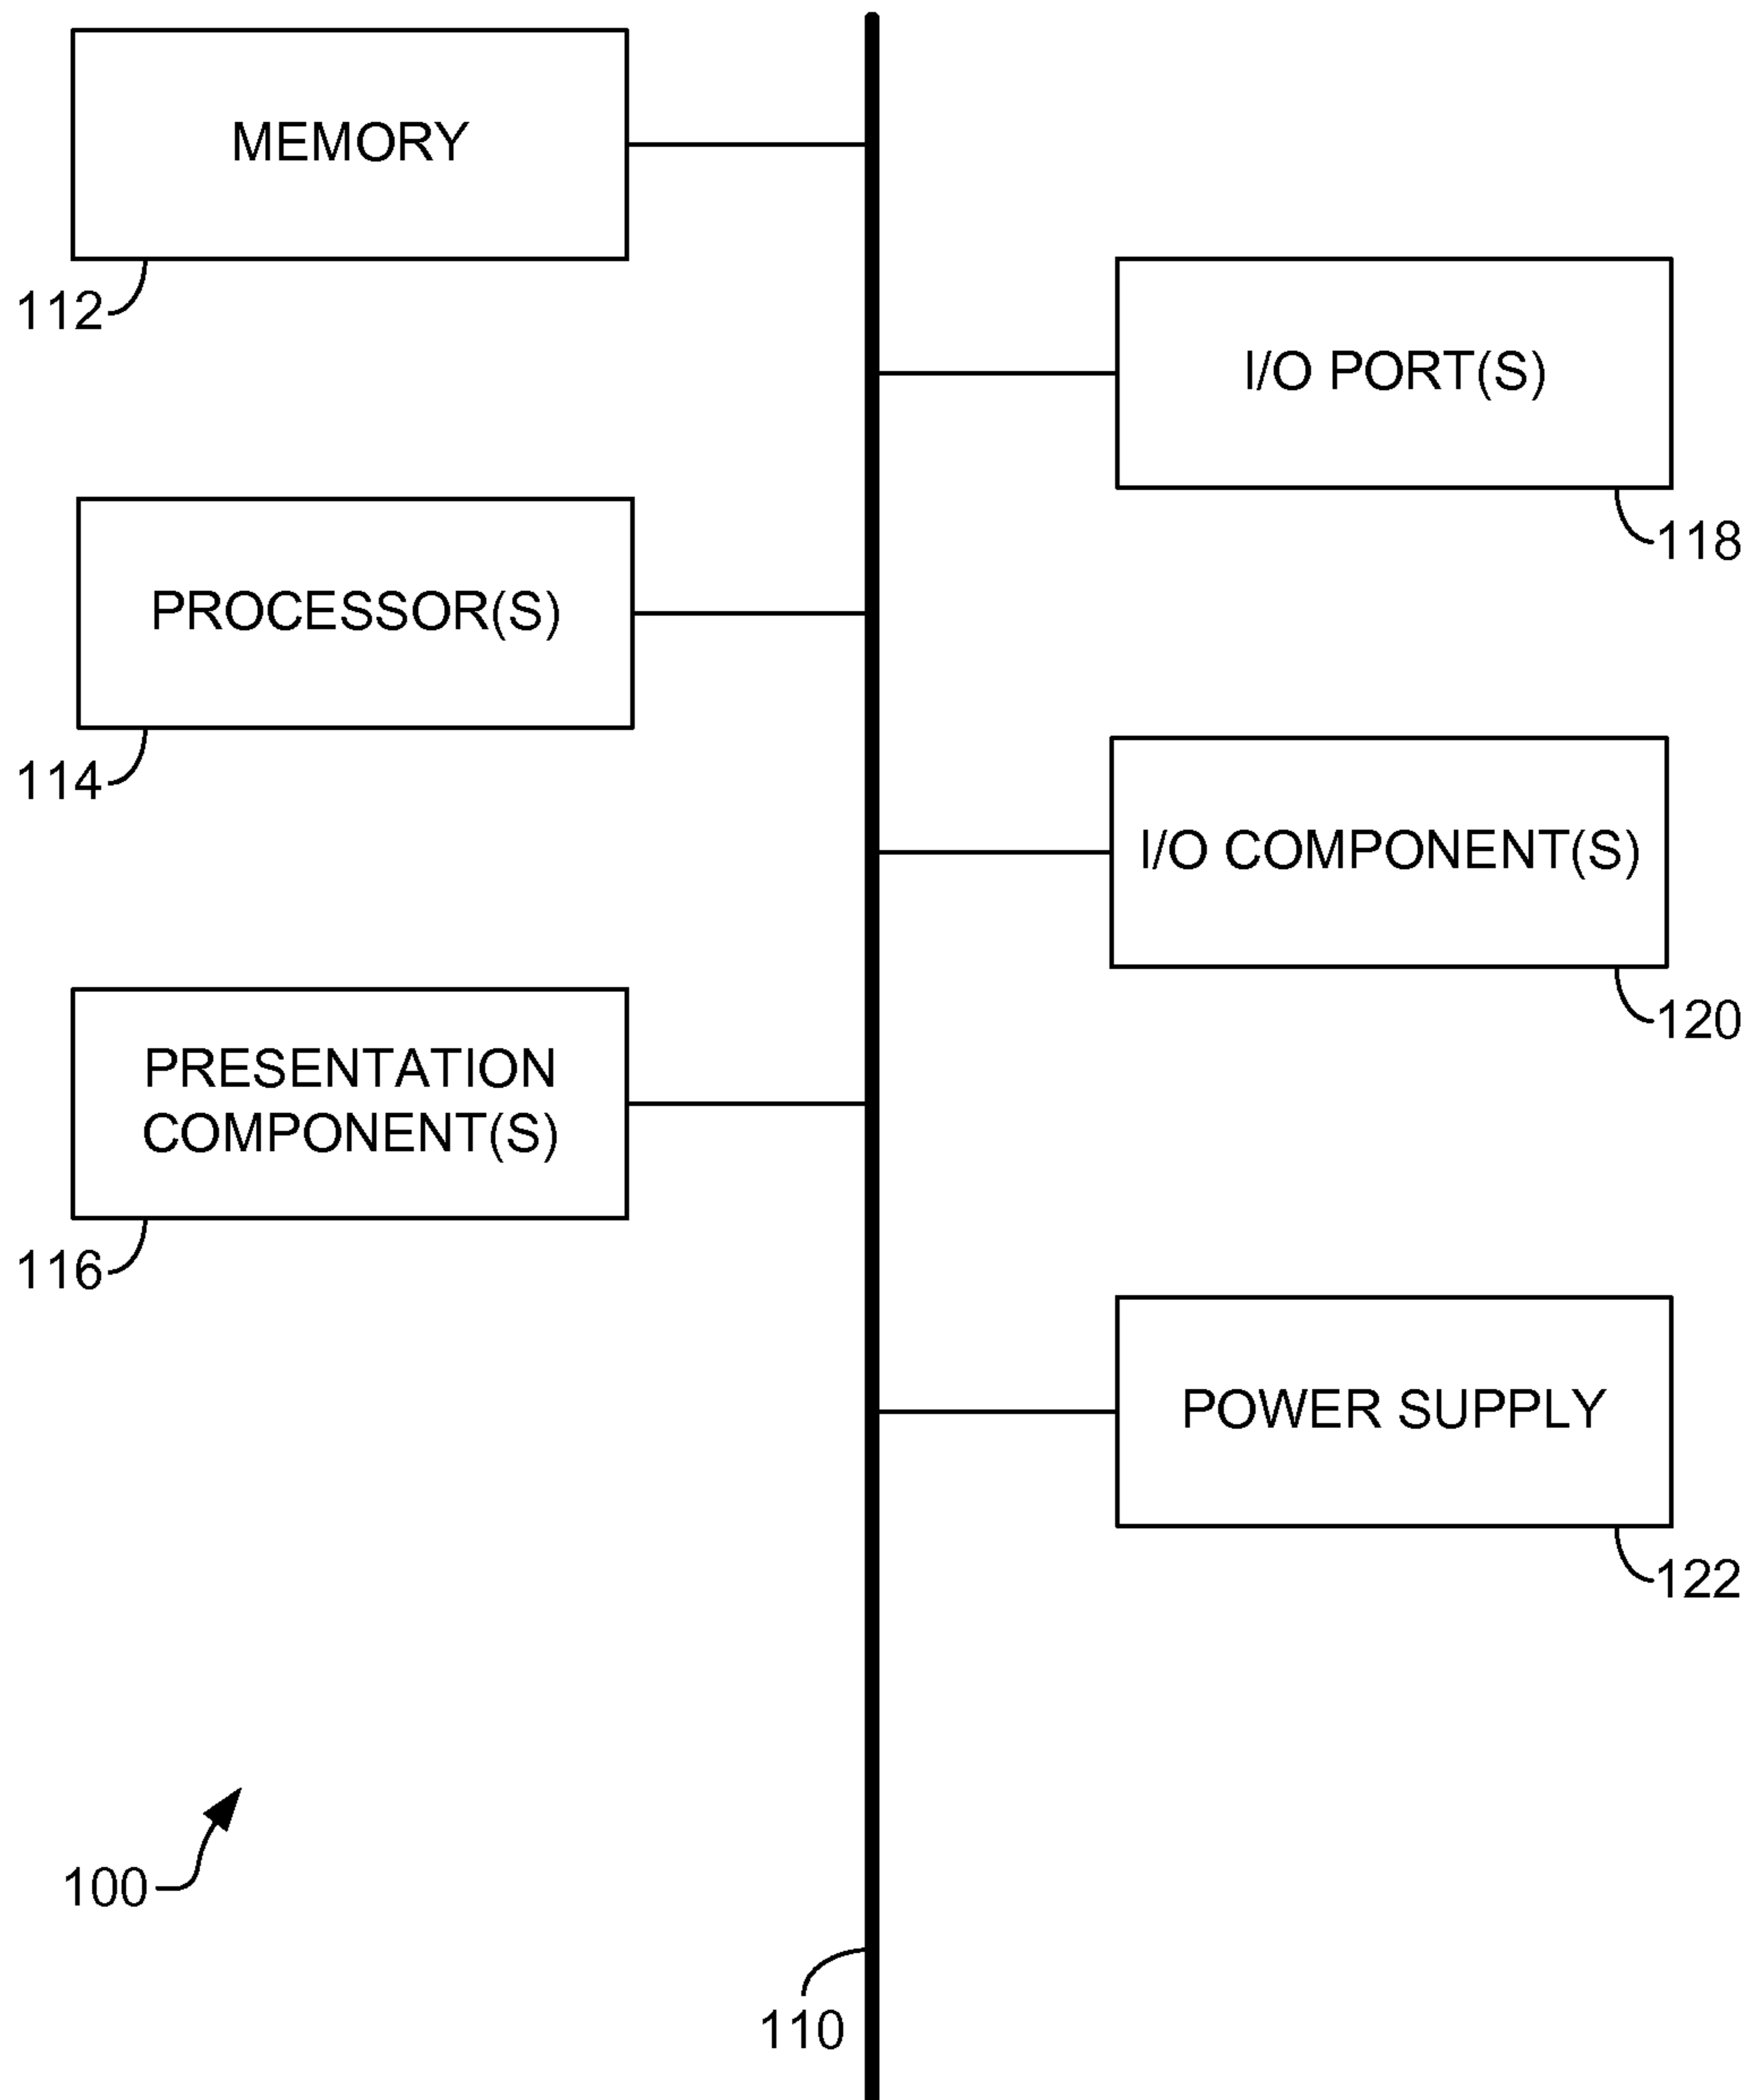 MEMORY
112
I/O PORT(S)
118
PROCESSOR(S)
114
I/O COMPONENT(S)
120
PRESENTATION
COMPONENT(S)
116
POWER SUPPLY
122
100
110